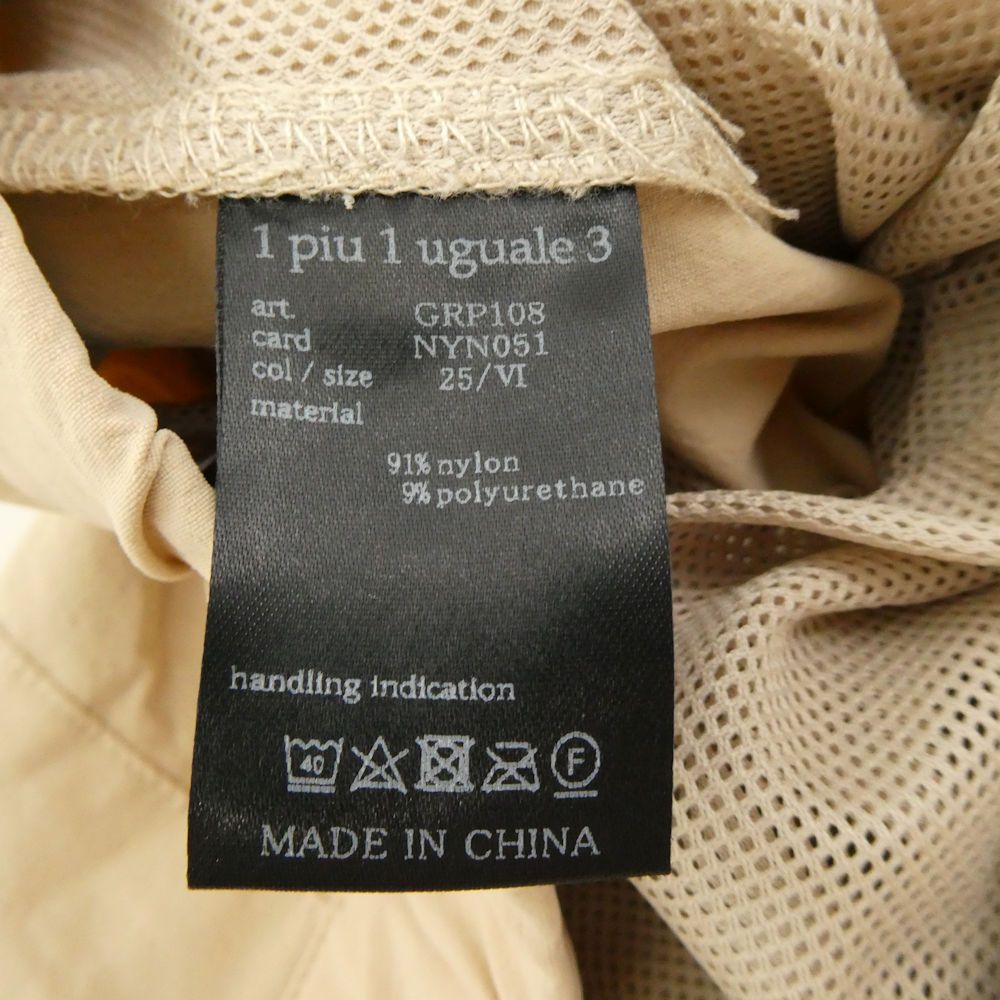 1 piu 1 uguale 3
art. GRP108
card NYN051
col / size 25/VI
material
91% nylon
9% polyurethane
handling indication
40 F
MADE IN CHINA